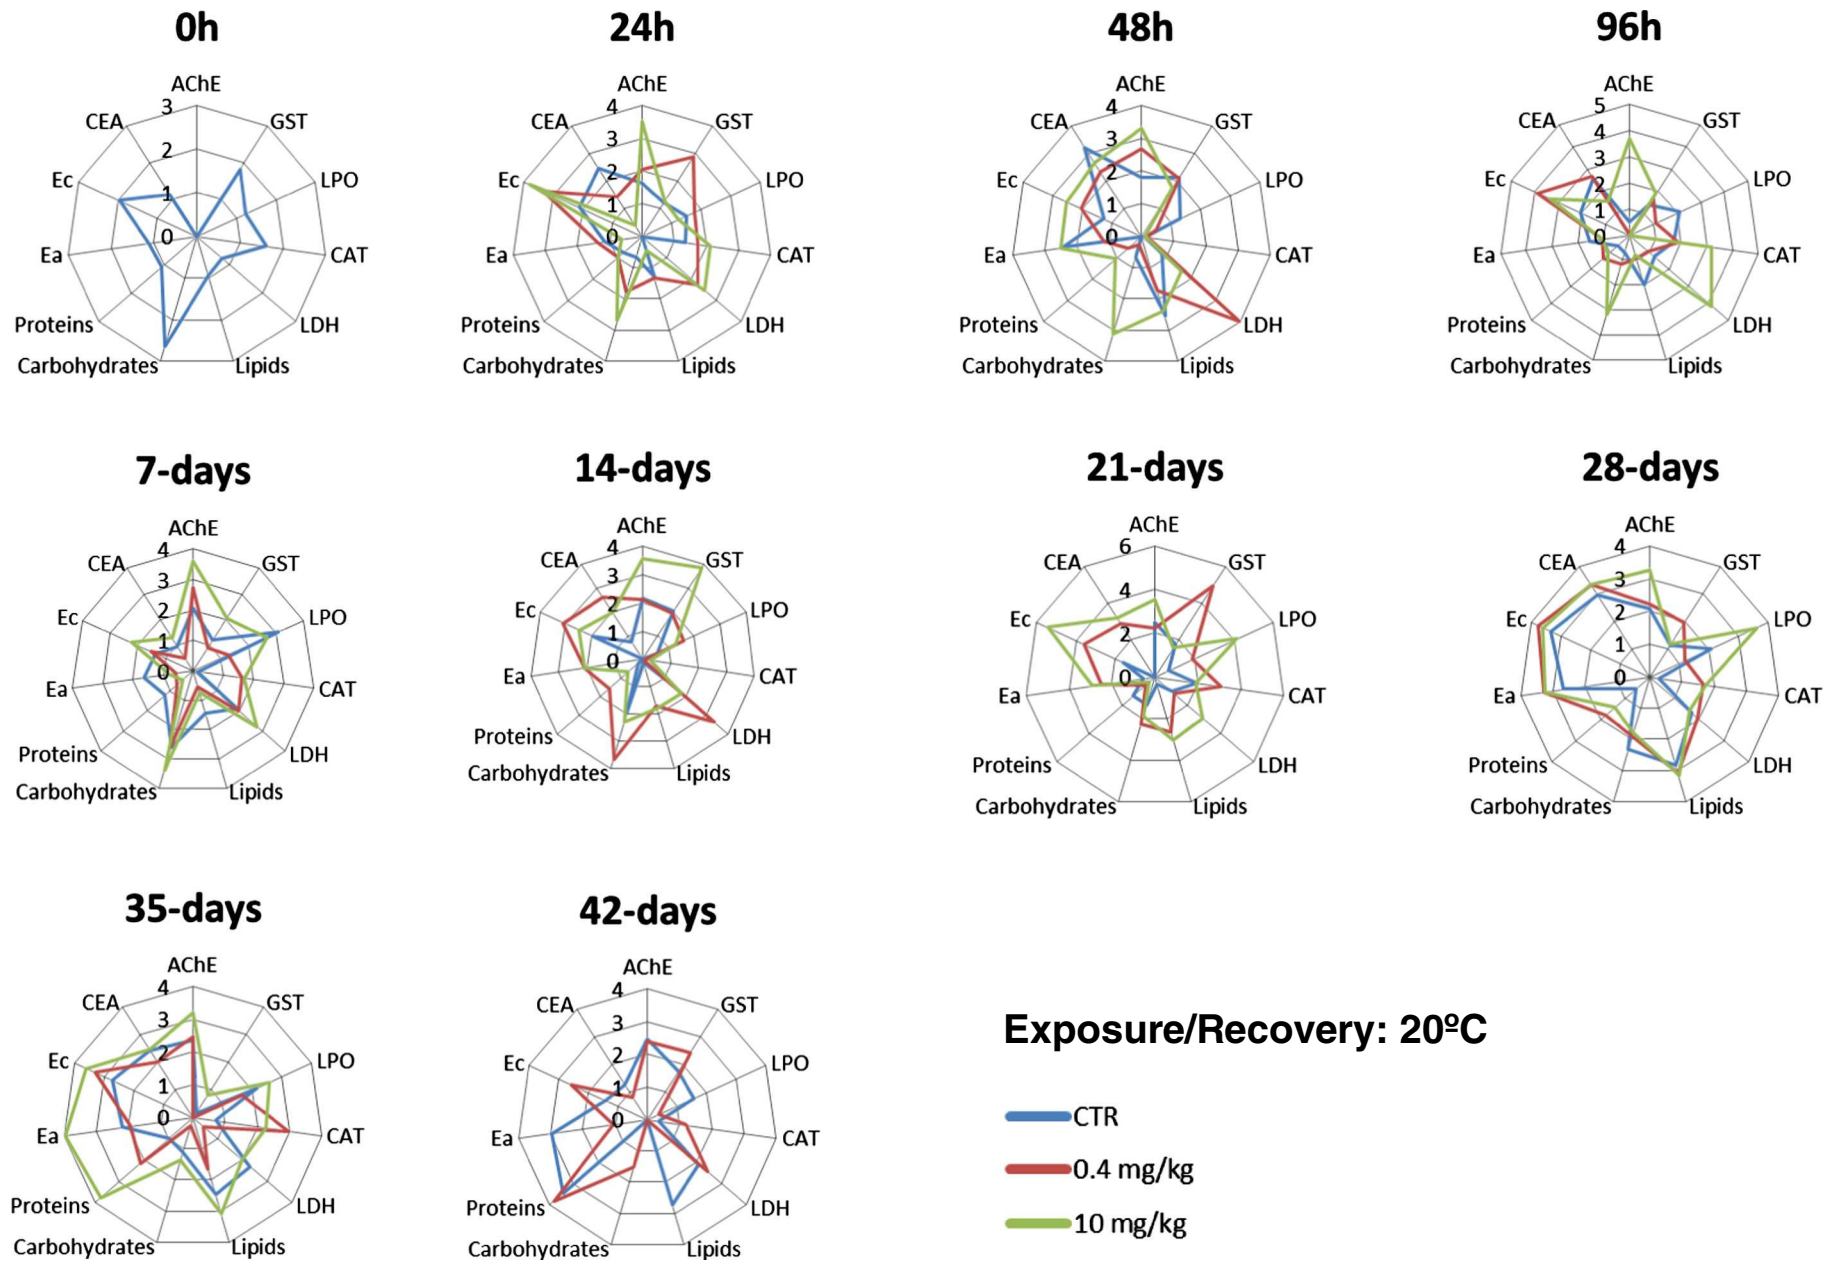 0h
AChE
GST
LPO
CAT
LDH
Lipids
Carbohydrates
Proteins
Ea
Ec
CEA
3
2
1
0
24h
AChE
GST
LPO
CAT
LDH
Lipids
Carbohydrates
Proteins
Ea
Ec
CEA
4
3
2
1
0
48h
AChE
GST
LPO
CAT
LDH
Lipids
Carbohydrates
Proteins
Ea
Ec
CEA
4
3
2
1
0
96h
AChE
GST
LPO
CAT
LDH
Lipids
Carbohydrates
Proteins
Ea
Ec
CEA
5
4
3
2
1
0
7-days
AChE
GST
LPO
CAT
LDH
Lipids
Carbohydrates
Proteins
Ea
Ec
CEA
4
3
2
1
0
14-days
AChE
GST
LPO
CAT
LDH
Lipids
Carbohydrates
Proteins
Ea
Ec
CEA
4
3
2
1
0
21-days
AChE
GST
LPO
CAT
LDH
Lipids
Carbohydrates
Proteins
Ea
Ec
CEA
6
4
2
0
28-days
AChE
GST
LPO
CAT
LDH
Lipids
Carbohydrates
Proteins
Ea
Ec
CEA
4
3
2
1
0
35-days
AChE
GST
LPO
CAT
LDH
Lipids
Carbohydrates
Proteins
Ea
Ec
CEA
4
3
2
1
0
42-days
AChE
GST
LPO
CAT
LDH
Lipids
Carbohydrates
Proteins
Ea
Ec
CEA
4
3
2
1
0
Exposure/Recovery: 20ºC
CTR
0.4 mg/kg
10 mg/kg